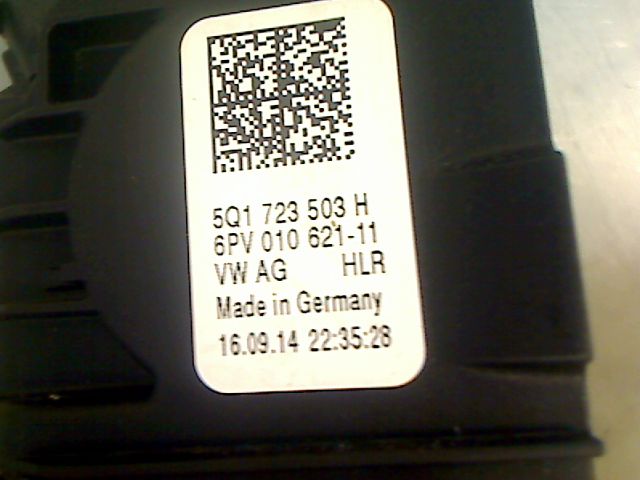 5Q1 723 503 H
6PV 010 621-11
VW AG HLR
Made in Germany
16.09.14 22:35:28